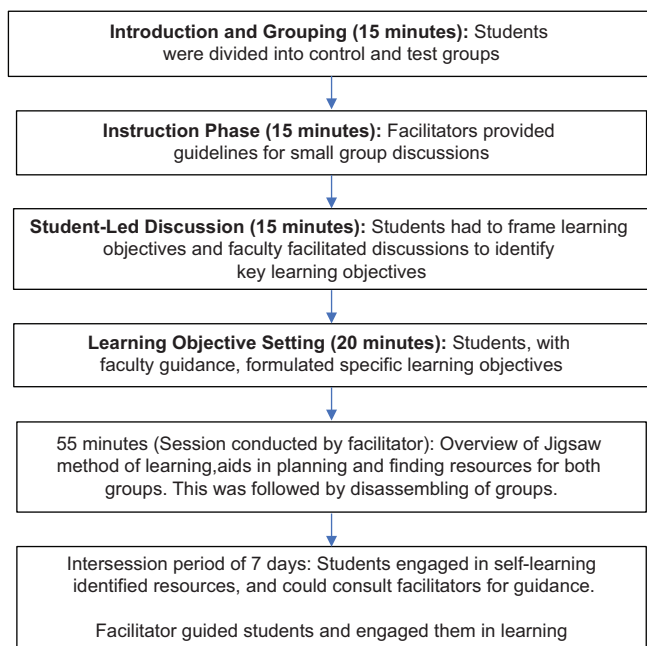 Introduction and Grouping (15 minutes): Students
were divided into control and test groups
Instruction Phase (15 minutes): Facilitators provided
guidelines for small group discussions
Student-Led Discussion (15 minutes): Students had to frame learning
objectives and faculty facilitated discussions to identify
key learning objectives
Learning Objective Setting (20 minutes): Students, with
faculty guidance, formulated specific learning objectives
55 minutes (Session conducted by facilitator): Overview of Jigsaw
method of learning,aids in planning and finding resources for both
groups. This was followed by disassembling of groups.
Intersession period of 7 days: Students engaged in self-learning
identified resources, and could consult facilitators for guidance.
Facilitator guided students and engaged them in learning